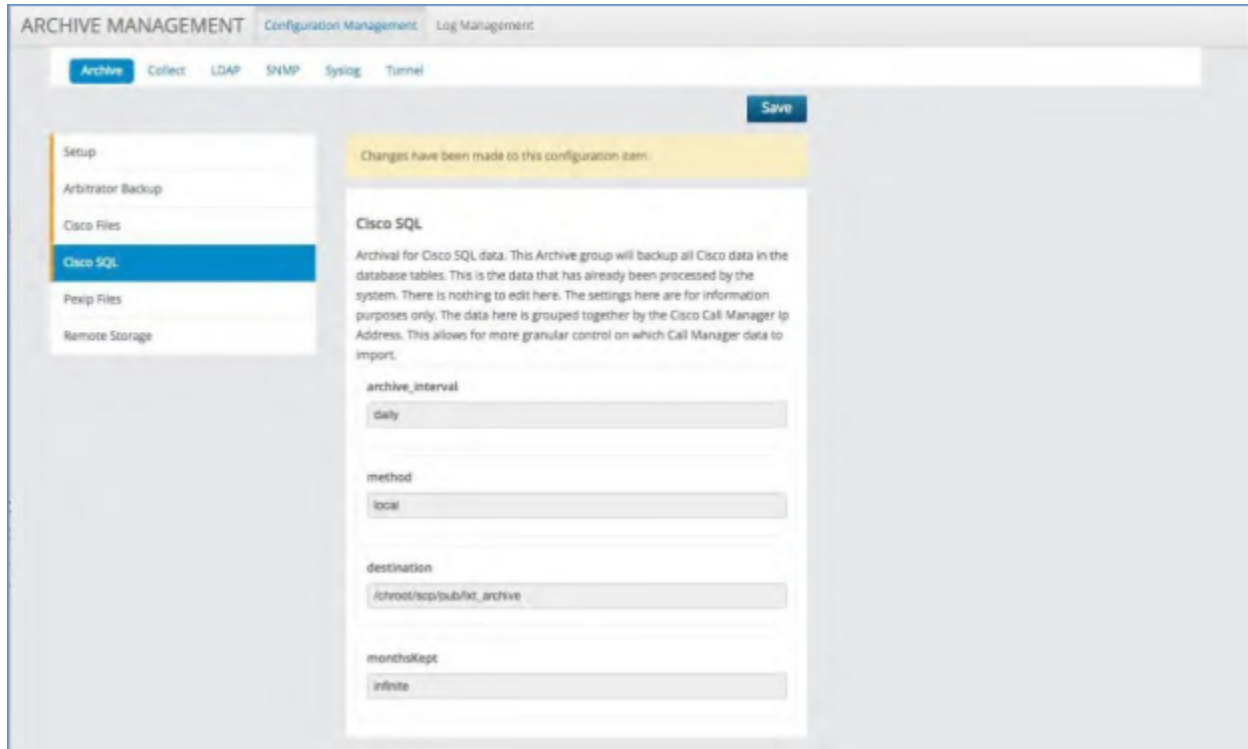 ARCHIVE MANAGEMENT Configuration Management Log Management
Archive Collect LDAP SNMP Syslog Tunnel
Save
Setup
Arbitrator Backup
Cisco Files
Cisco SQL
Pexip Files
Remote Storage
Changes have been made to this configuration item
Cisco SQL
Archival for Cisco SQL data. This Archive group will backup all Cisco data in the
database tables. This is the data that has already been processed by the
system. There is nothing to edit here. The settings here are for information
purposes only. The data here is grouped together by the Cisco Call Manager Ip
Address. This allows for more granular control on which Call Manager data to
import.
archive_interval
daily
method
local
destination
/chroot/scp/pub/lxt_archive
monthsKept
infinite